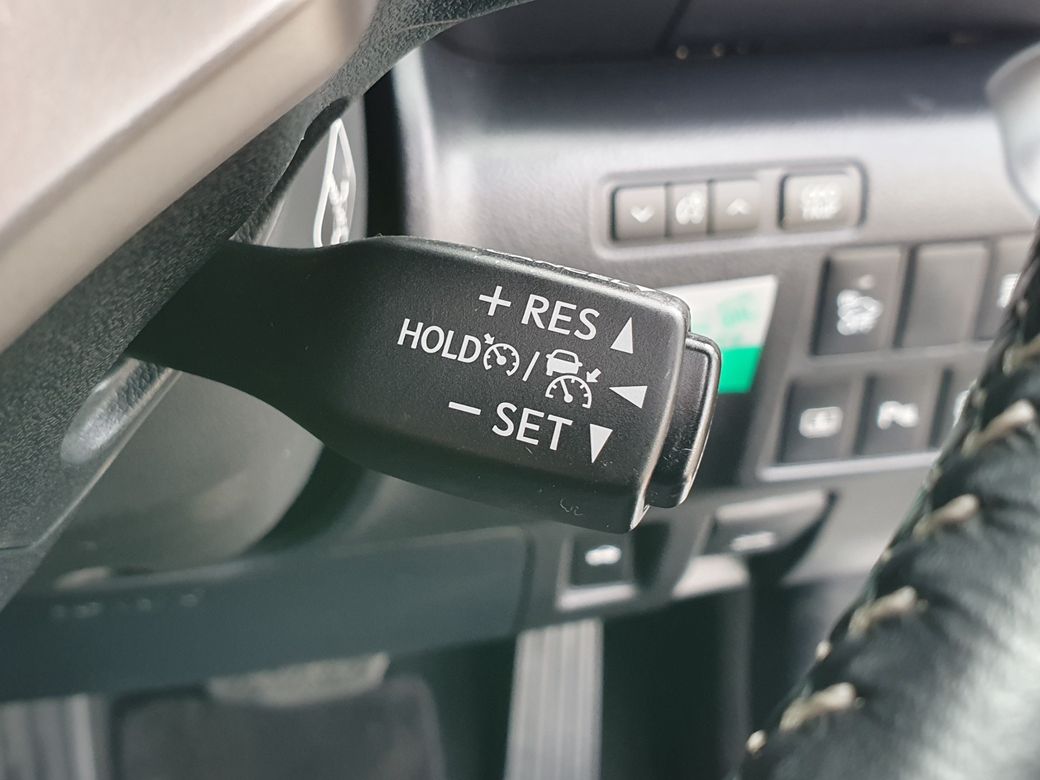 + RES
HOLD /
- SET